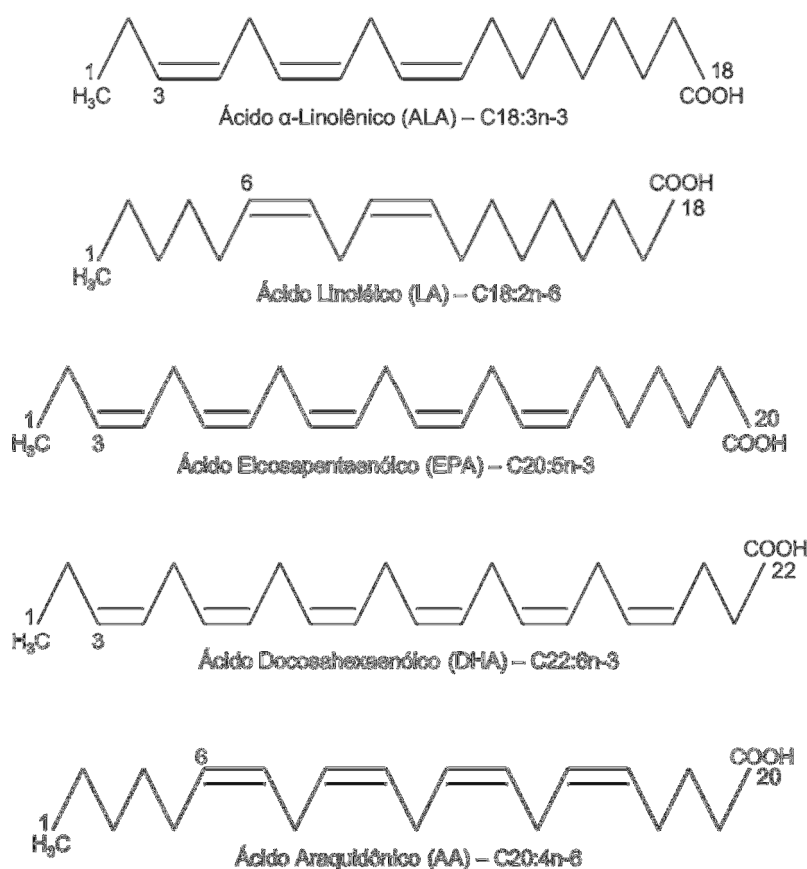 1
H₃C
3
18
COOH
Ácido α-Linolênico (ALA) – C18:3n-3
6
COOH
18
1
H₃C
Ácido Linoléico (LA) – C18:2n-6
1
H₃C
3
20
COOH
Ácido Eicosapentaenóico (EPA) – C20:5n-3
COOH
22
1
H₃C
3
Ácido Docosahexaenóico (DHA) – C22:6n-3
6
COOH
20
1
H₃C
Ácido Araquidônico (AA) – C20:4n-6